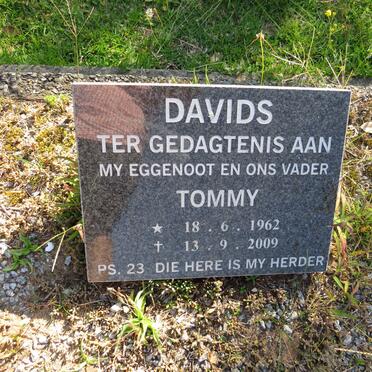 DAVIDS
TER GEDAGTENIS AAN
MY EGGENOOT EN ONS VADER
TOMMY
★ 18 . 6 . 1962
✝ 13 . 9 . 2009
PS. 23 DIE HERE IS MY HERDER